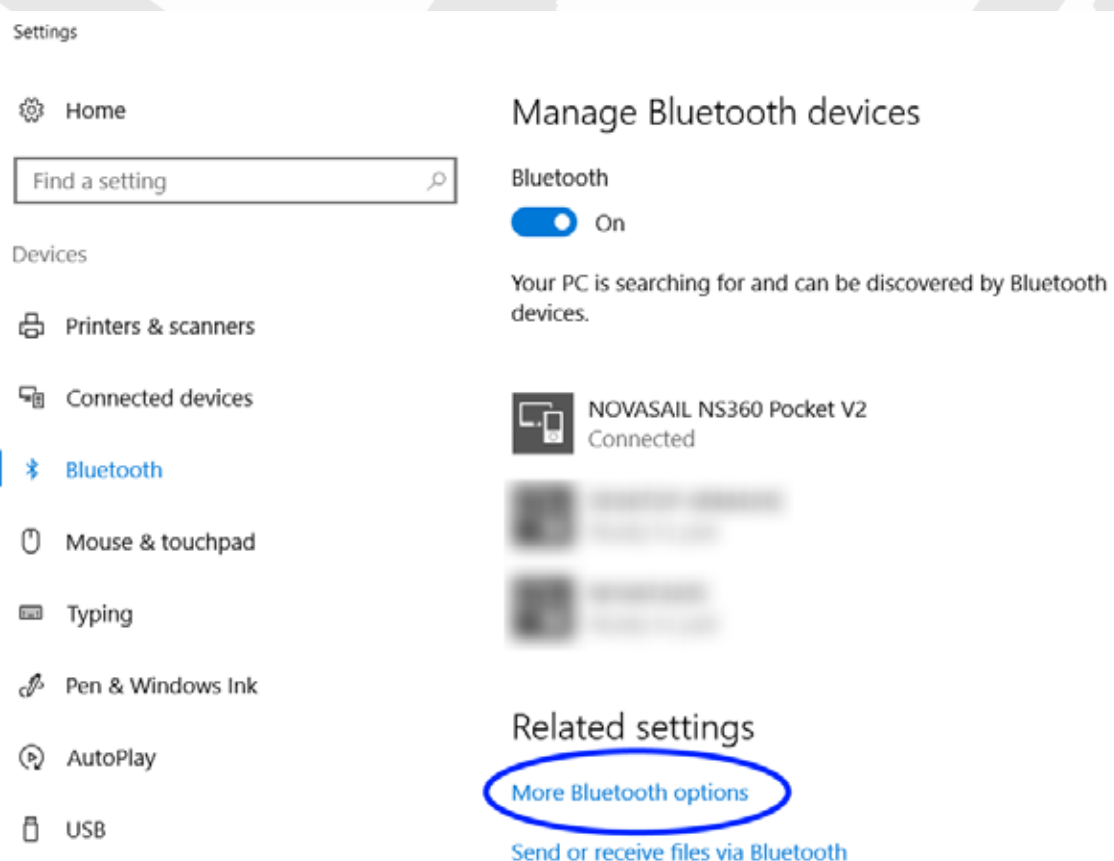 Settings
Home
Find a setting
Devices
Printers & scanners
Connected devices
Bluetooth
Mouse & touchpad
Typing
Pen & Windows Ink
AutoPlay
USB
Manage Bluetooth devices
Bluetooth
On
Your PC is searching for and can be discovered by Bluetooth
devices.
NOVASAIL NS360 Pocket V2
Connected
Related settings
More Bluetooth options
Send or receive files via Bluetooth